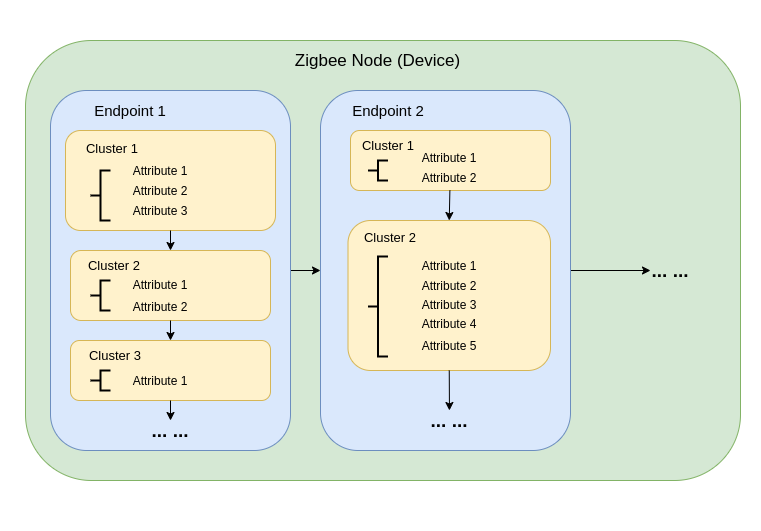 Zigbee Node (Device)
Endpoint 1
Cluster 1
Attribute 1
Attribute 2
Attribute 3
Cluster 2
Attribute 1
Attribute 2
Cluster 3
Attribute 1
... ...
Endpoint 2
Cluster 1
Attribute 1
Attribute 2
Cluster 2
Attribute 1
Attribute 2
Attribute 3
Attribute 4
Attribute 5
... ...
... ...